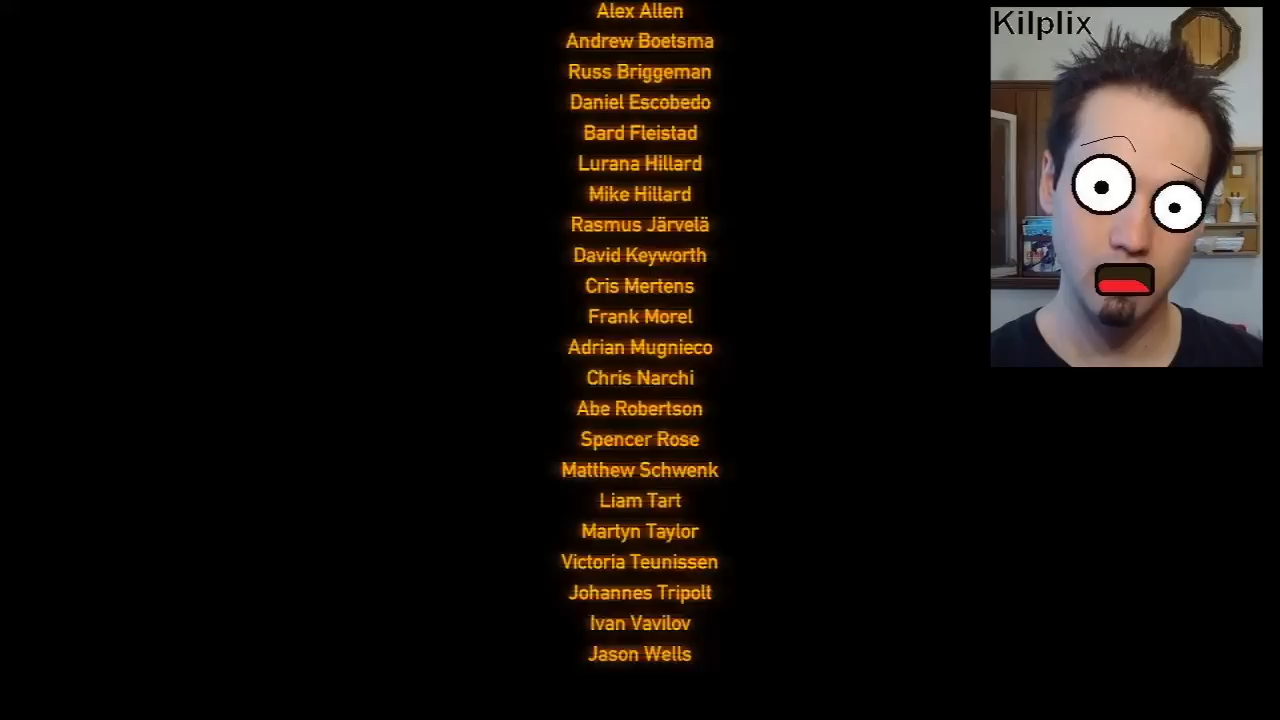 Alex Allen
Kilplix
Andrew Boetsma
Russ Briggeman
Daniel Escobedo
Bard Fleistad
Lurana Hillard
Mike Hillard
Rasmus Järvelä
David Keyworth
Cris Mertens
Frank Morel
Adrian Mugnieco
Chris Narchi
Abe Robertson
Spencer Rose
Matthew Schwenk
Liam Tart
Martyn Taylor
Victoria Teunissen
Johannes Tripolt
Ivan Vavilov
Jason Wells